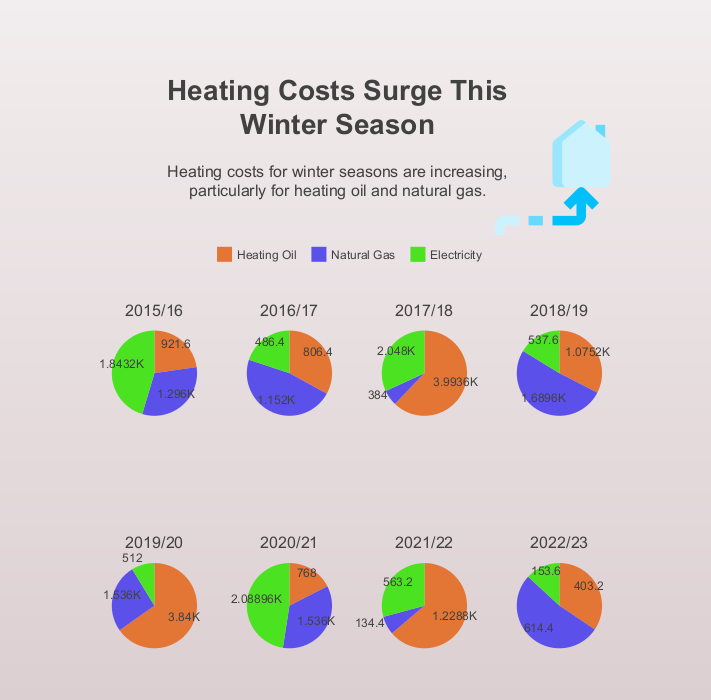 Heating Costs Surge This
Winter Season
Heating costs for winter seasons are increasing,
particularly for heating oil and natural gas.
Heating Oil Natural Gas Electricity
2015/16 2016/17 2017/18 2018/19
921.6
1.8432K
1.296K
486.4
806.4
1.152K
2.048K
3.9936K
384
537.6
1.0752K
1.6896K
2019/20 2020/21 2021/22 2022/23
512
1.536K
3.84K
768
2.08896K
1.536K
563.2
1.2288K
134.4
153.6
403.2
614.4